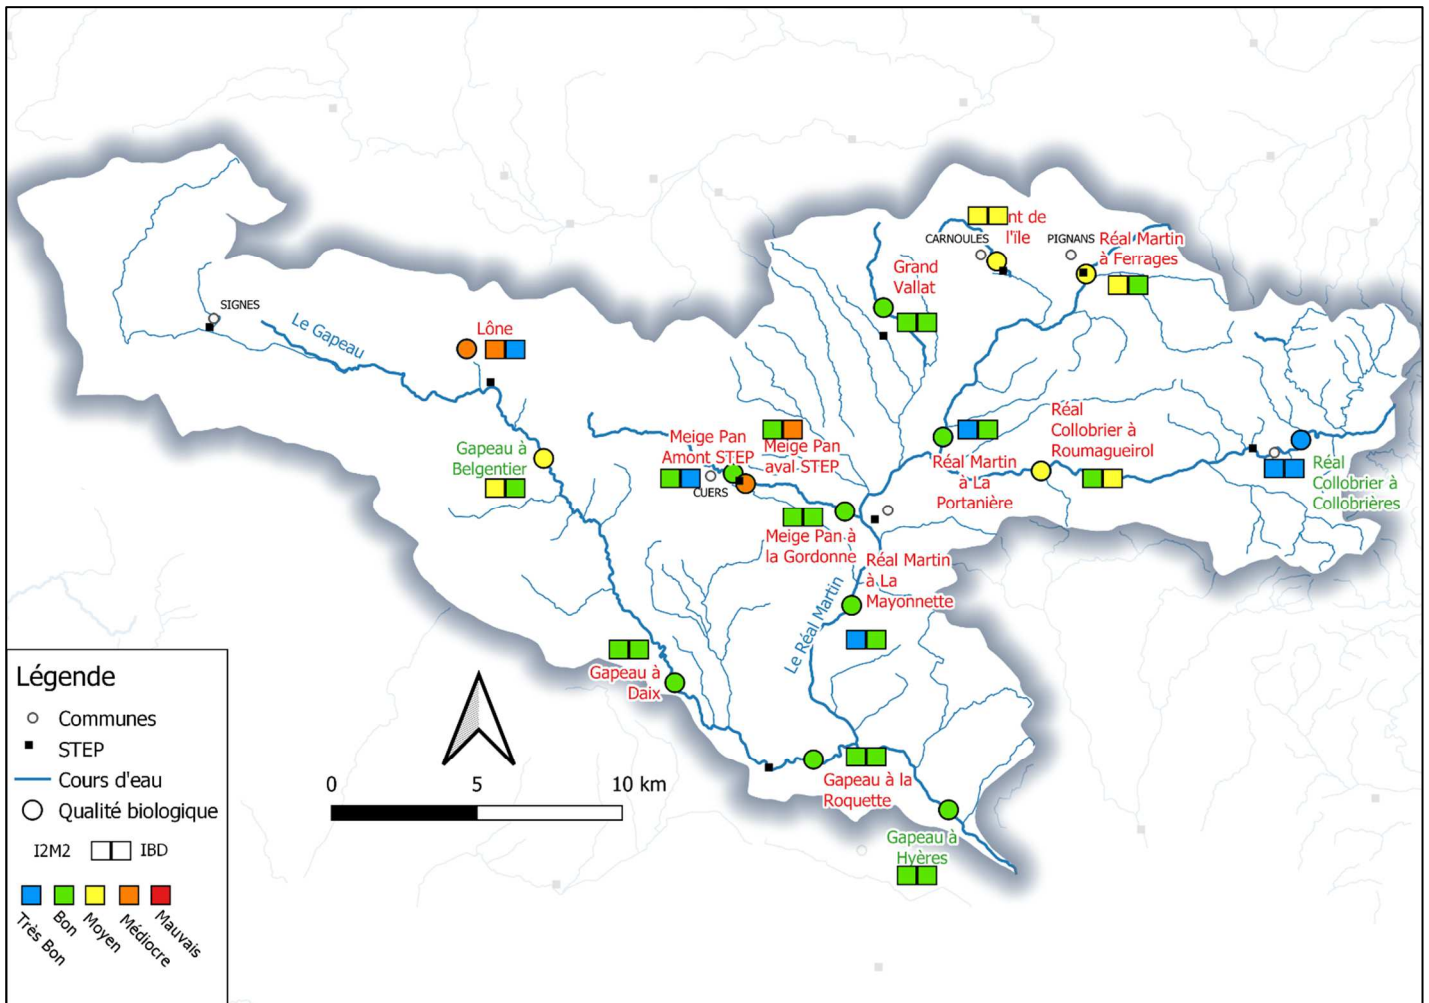 nt de
l'île
CARNOULES
PIGNANS
Réal Martin
à Ferrages
Grand
Vallat
SIGNES
Le Gapeau
Lône
Réal
Collobrier à
Roumagueirol
Meige Pan
Amont STEP
Meige Pan
aval STEP
Gapeau à
Belgentier
CUERS
Réal Martin
à La
Portanière
Réal
Collobrier à
Collobrières
Meige Pan à
la Gordonne
Réal Martin
à La
Mayonnette
Le Réal Martin
Gapeau à
Daix
Gapeau à la
Roquette
Gapeau à
Hyères
Légende
Communes
STEP
Cours d'eau
Qualité biologique
I2M2 IBD
Très Bon
Bon
Moyen
Médiocre
Mauvais
0 5 10 km